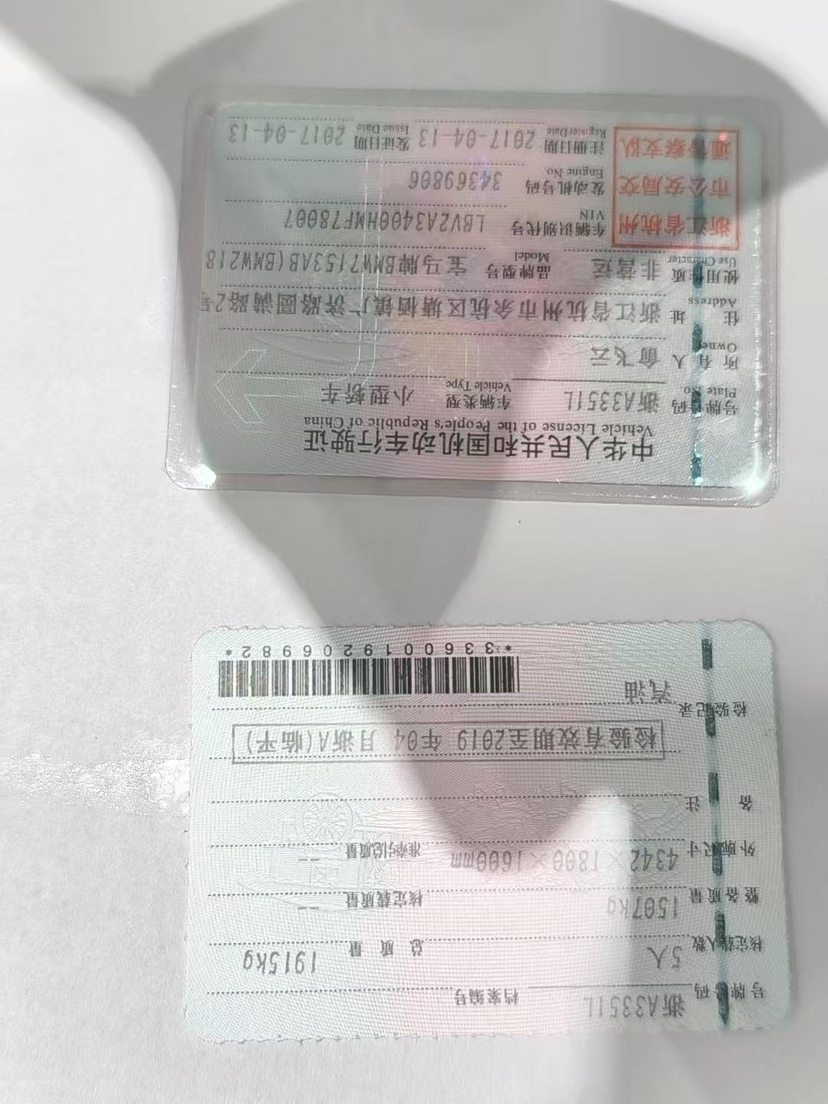 中华人民共和国机动车行驶证
Vehicle License of the People's Republic of China
号牌号码 Plate No. 浙A3351L 车辆类型 Vehicle Type 小型轿车
所有人 Owner 俞飞云
住址 Address 浙江省杭州市余杭区塘栖镇广济路圆满路2号
使用性质 Use Character 非营运 品牌型号 Model 宝马牌BMW7153AB(BMW218
浙江省杭州市公安局交通警察支队
车辆识别代号 VIN LBV2A3400HMF78007
发动机号码 Engine No. 34369806
注册日期 Register Date 2017-04-13 发证日期 Issue Date 2017-04-13
号牌号码 浙A3351L 档案编号
核定载人数 5人 总质量 1915kg
整备质量 1507kg 核定载质量 --
外廓尺寸 4342×1800×1600mm 准牵引总质量 --
备注
检验有效期至2019年04月浙A(临平)
检验记录
汽油
*3360019206982*